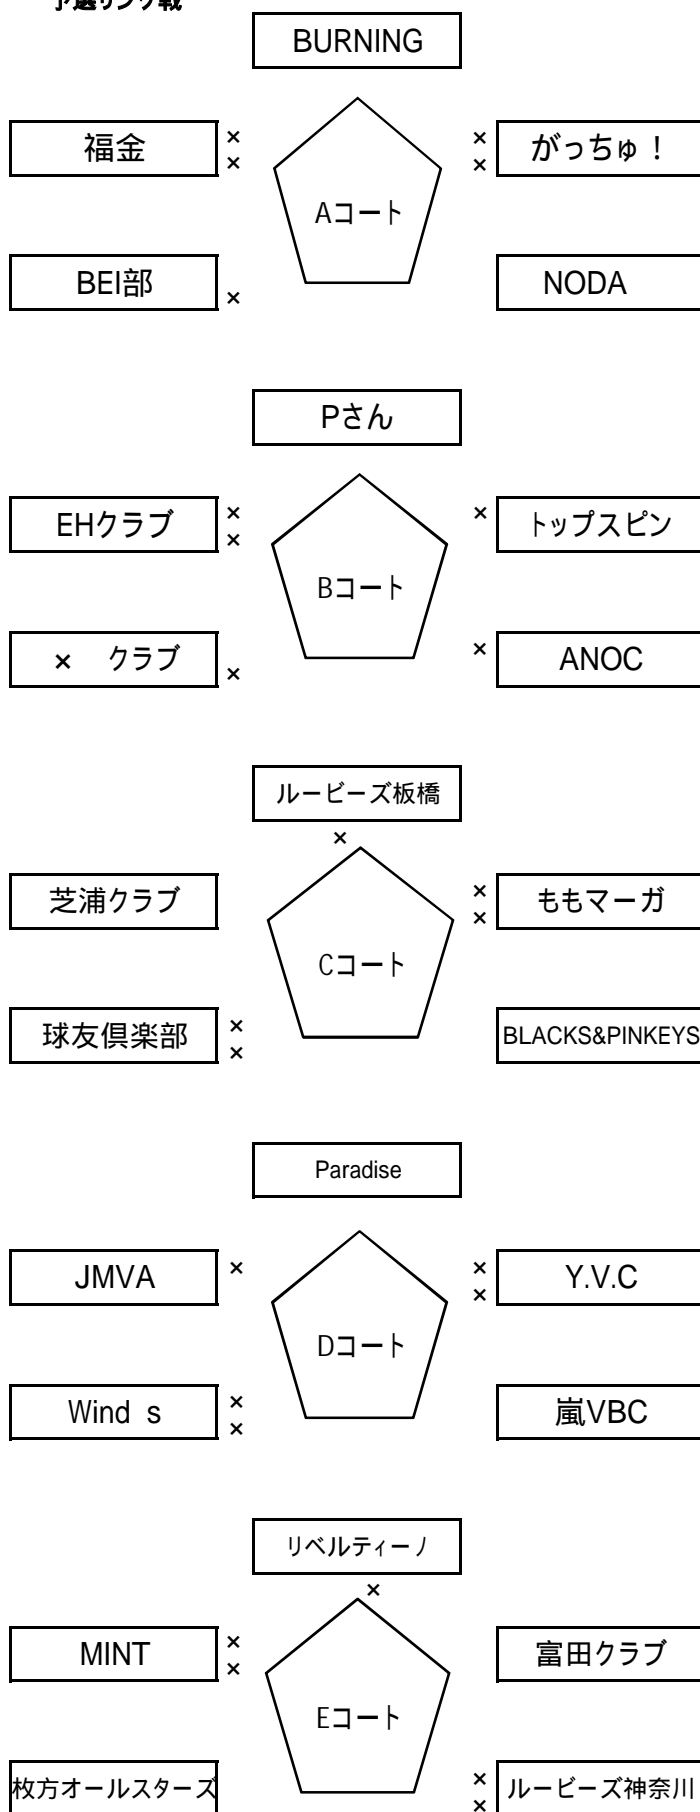 予選リンク戦
BURNING
福金 × × がっちゅ！
× ×
Aコート
BEI部 × NODA
Pさん
EHクラブ × × トップスピン
×
Bコート
× クラブ × × ANOC
ルービーズ板橋
×
芝浦クラブ × ももマーガ
×
Cコート
球友倶楽部 × BLACKS&PINKEYS
×
Paradise
JMVA × × Y.V.C
×
Dコート
Wind s × 嵐VBC
×
リベルティーノ
×
MINT × 富田クラブ
×
Eコート
枚方オールスターズ × ルービーズ神奈川
×